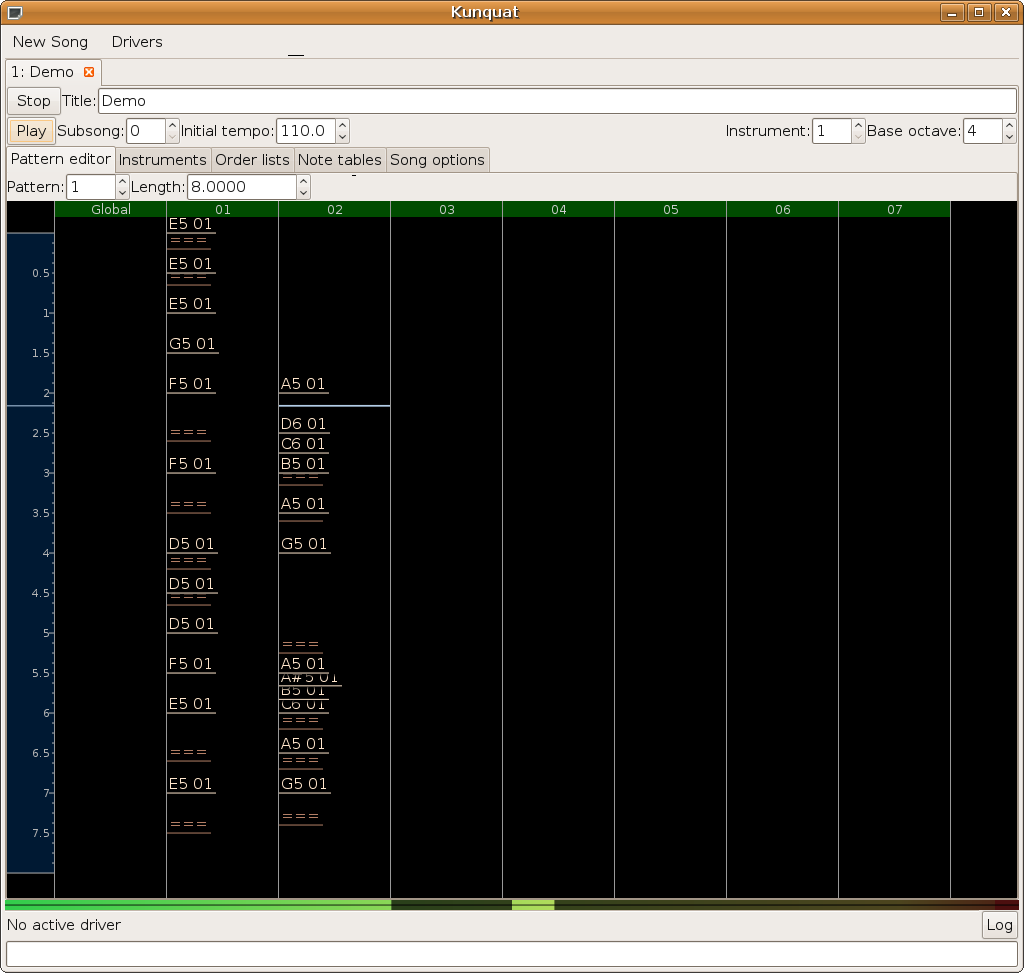 Kunquat
New Song Drivers
1: Demo
Stop Title: Demo
Play Subsong: 0 Initial tempo: 110.0 Instrument: 1 Base octave: 4
Pattern editor Instruments Order lists Note tables Song options
Pattern: 1 Length: 8.0000
Global 01 02 03 04 05 06 07
E5 01
===
0.5 E5 01
===
1 E5 01
1.5 G5 01
2 F5 01 A5 01
D6 01
2.5 ===
C6 01
3 F5 01 B5 01
===
3.5 === A5 01
4 D5 01 G5 01
===
4.5 D5 01
===
5 D5 01
===
5.5 F5 01 A5 01
A#5 01
B5 01
6 E5 01 C6 01
===
6.5 === A5 01
===
7 E5 01 G5 01
===
7.5 ===
No active driver Log